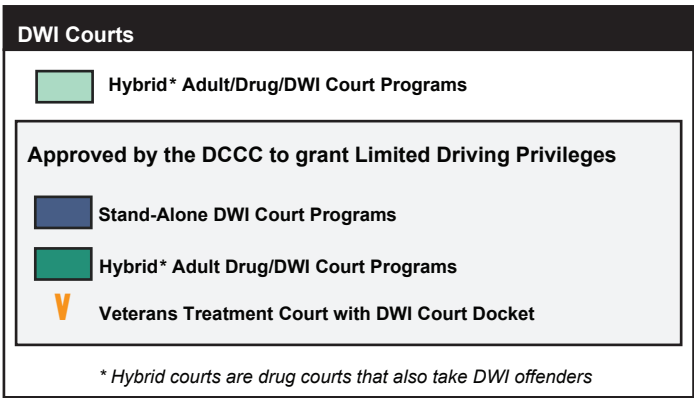 DWI Courts
Hybrid* Adult/Drug/DWI Court Programs
Approved by the DCCC to grant Limited Driving Privileges
Stand-Alone DWI Court Programs
Hybrid* Adult Drug/DWI Court Programs
V Veterans Treatment Court with DWI Court Docket
* Hybrid courts are drug courts that also take DWI offenders